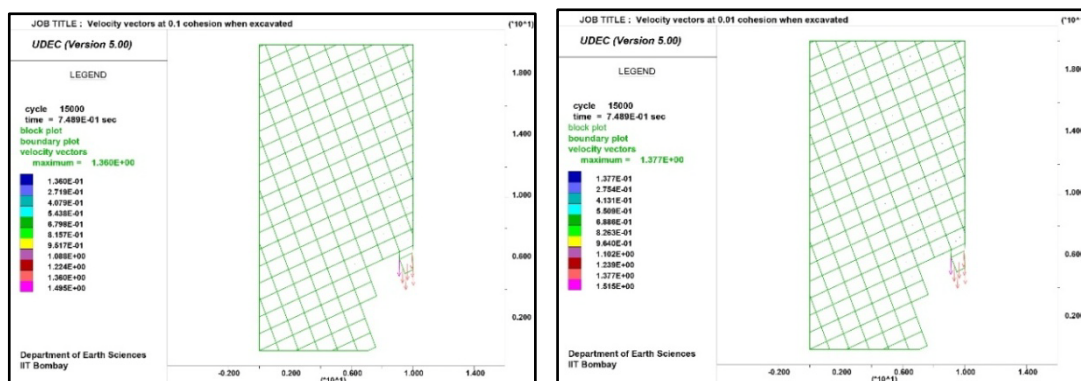 JOB TITLE : Velocity vectors at 0.1 cohesion when excavated
(*10^1)
UDEC (Version 5.00)
LEGEND
cycle 15000
time = 7.489E-01 sec
block plot
boundary plot
velocity vectors
maximum = 1.360E+00
1.360E-01
2.719E-01
4.079E-01
5.438E-01
6.798E-01
8.157E-01
9.517E-01
1.088E+00
1.224E+00
1.360E+00
1.495E+00
Department of Earth Sciences
IIT Bombay
1.800
1.400
1.000
0.600
0.200
-0.200 0.200 0.600 1.000 1.400
(*10^1)
JOB TITLE : Velocity vectors at 0.01 cohesion when excavated
(*10^1)
UDEC (Version 5.00)
LEGEND
cycle 15000
time = 7.489E-01 sec
block plot
boundary plot
velocity vectors
maximum = 1.377E+00
1.377E-01
2.754E-01
4.131E-01
5.509E-01
6.886E-01
8.263E-01
9.640E-01
1.102E+00
1.239E+00
1.377E+00
1.515E+00
Department of Earth Sciences
IIT Bombay
1.800
1.400
1.000
0.600
0.200
-0.200 0.200 0.600 1.000 1.400
(*10^1)